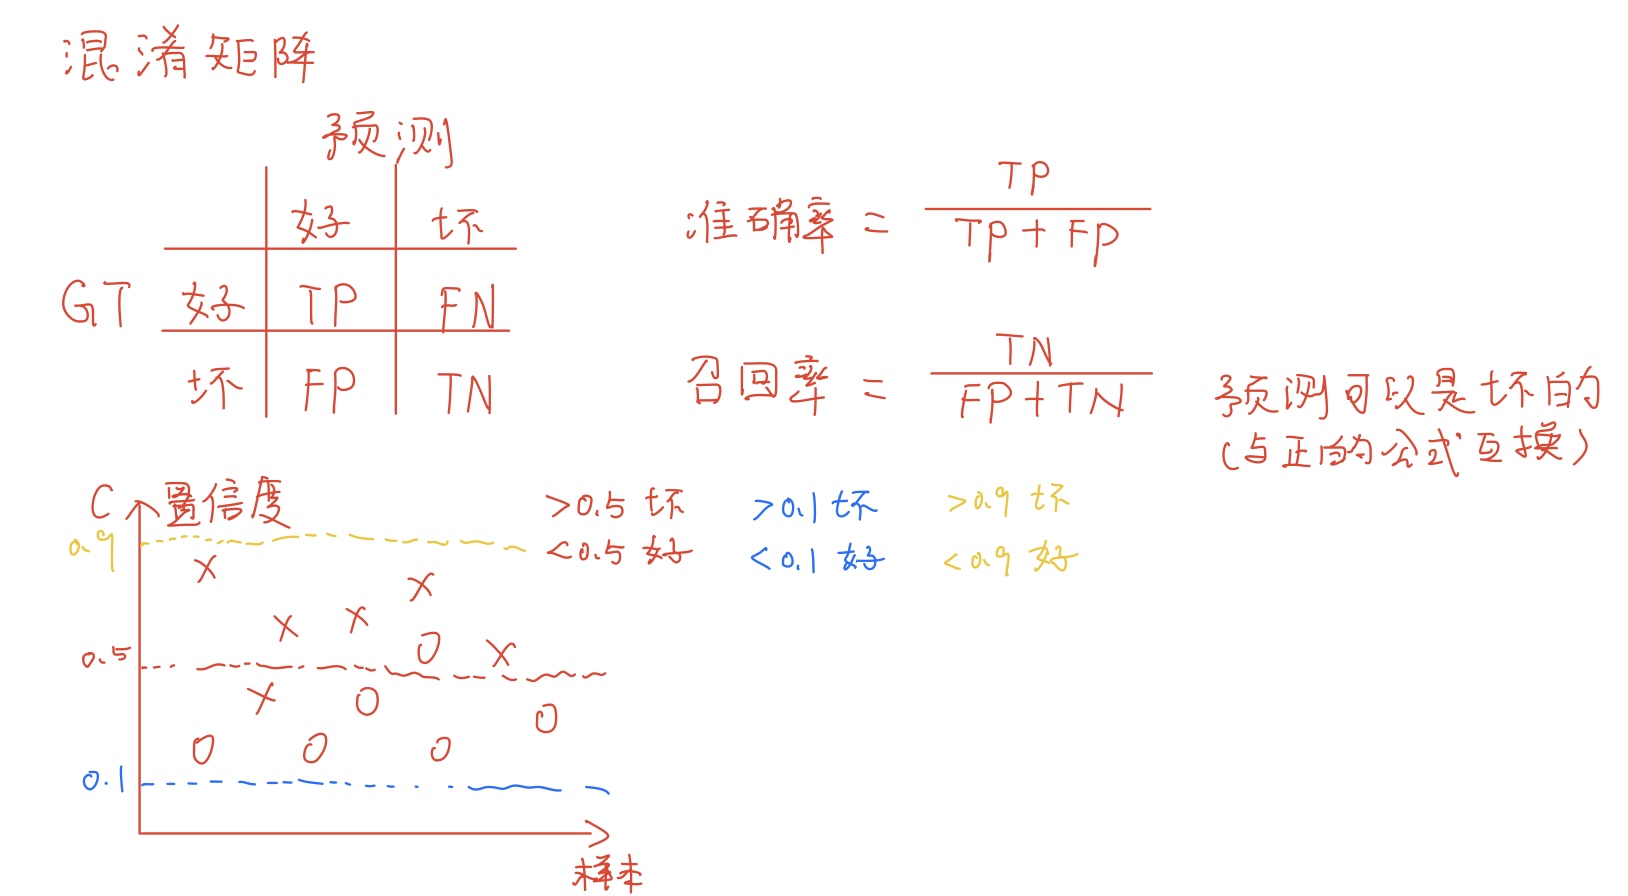 混淆矩阵
预测
好 坏
GT 好 TP FN
坏 FP TN
准确率 = TP / TP + FP
召回率 = TN / FP + TN
预测可以是坏的
(与正的公式互换)
C 置信度
0.9
0.5
0.1
样本
>0.5 坏
<0.5 好
>0.1 坏
<0.1 好
>0.9 坏
<0.9 好